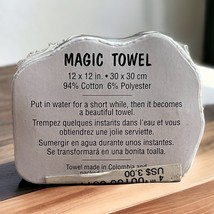 MAGIC TOWEL
12 x 12 in. • 30 x 30 cm
94% Cotton 6% Polyester
Put in water for a short while, then it becomes
a beautiful towel.
Trempez quelques instants dans l'eau et vous
obtiendrez une jolie serviette.
Sumergir en agua durante unos instantes.
Se transformará en una bonita toalla.
Towel made in Colombia and
US$ 3.00